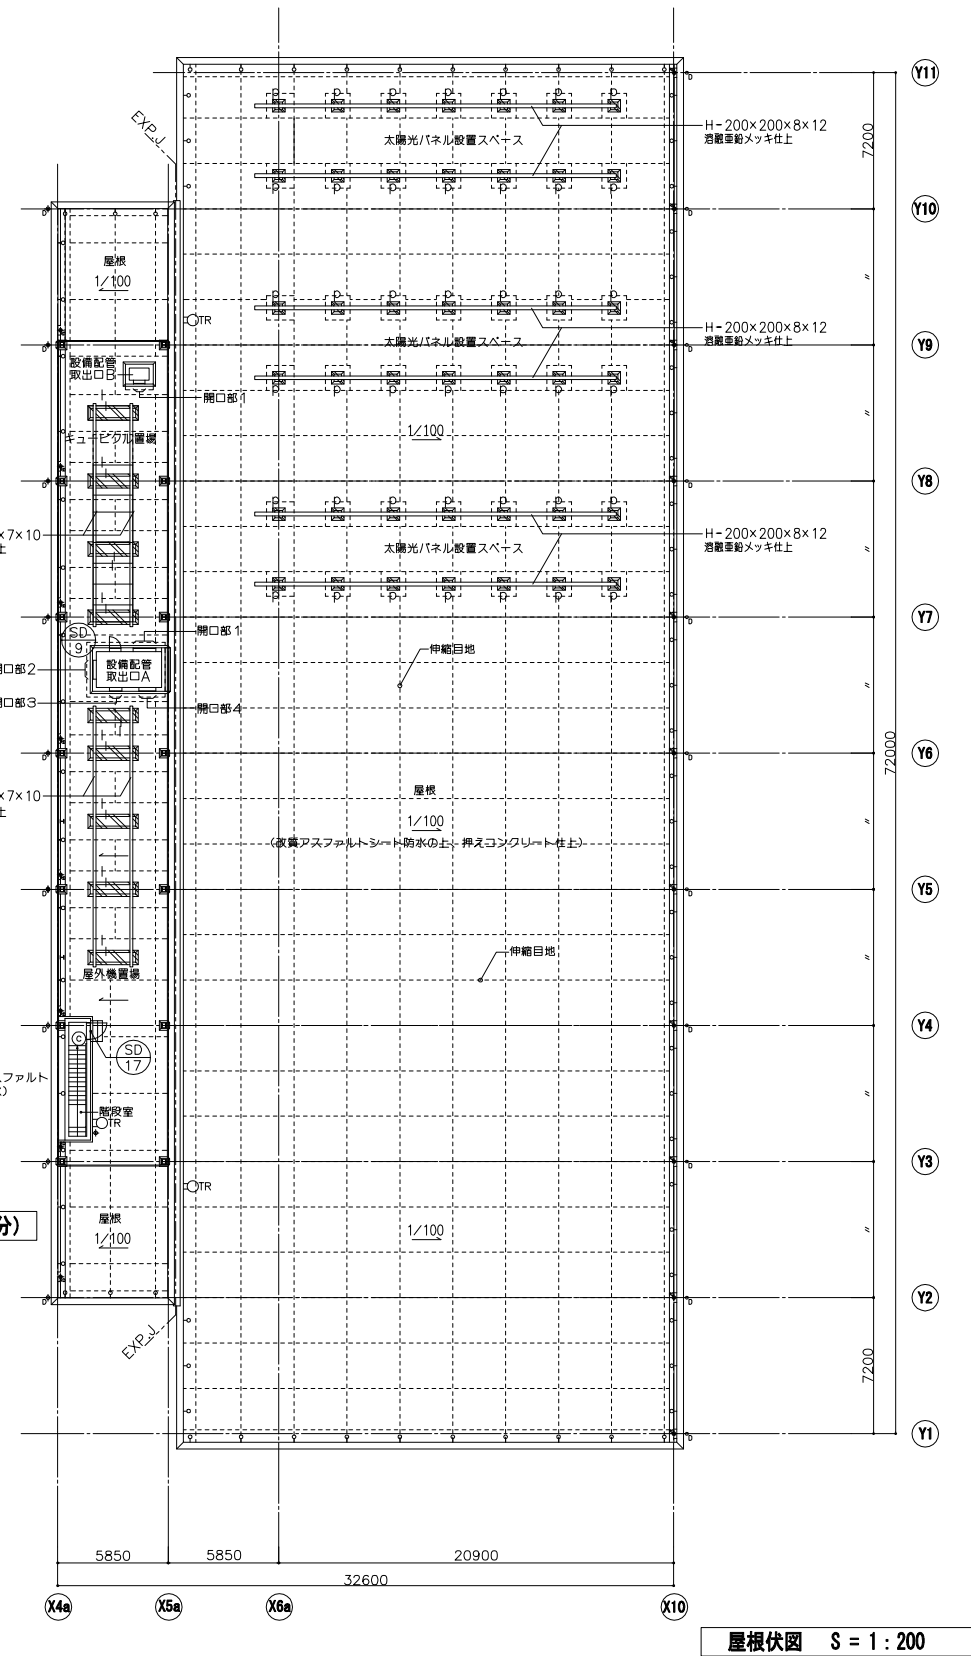 Y11
EXP.J
H-200×200×8×12
溶融亜鉛メッキ仕上
太陽光パネル設置スペース
7200
Y10
屋根
1/100
TR
H-200×200×8×12
溶融亜鉛メッキ仕上
太陽光パネル設置スペース
Y9
設備配管
取出口B
開口部1
〃
キュービクル置場
1/100
Y8
×7×10
上
H-200×200×8×12
溶融亜鉛メッキ仕上
太陽光パネル設置スペース
〃
Y7
SD
9
開口部1
伸縮目地
設備配管
取出口A
開口部2
開口部3
開口部4
〃
72000
Y6
屋根
×7×10
上
1/100
(改質アスファルトシート防水の上、押えコンクリート仕上)
〃
Y5
伸縮目地
屋外機置場
〃
Y4
SD
17
スファルト
階段室
TR
〃
Y3
TR
屋根
1/100
1/100
分)
〃
Y2
EXP.J
7200
Y1
5850
5850
20900
32600
X4a
X5a
X6a
X10
屋根伏図 S = 1 : 200